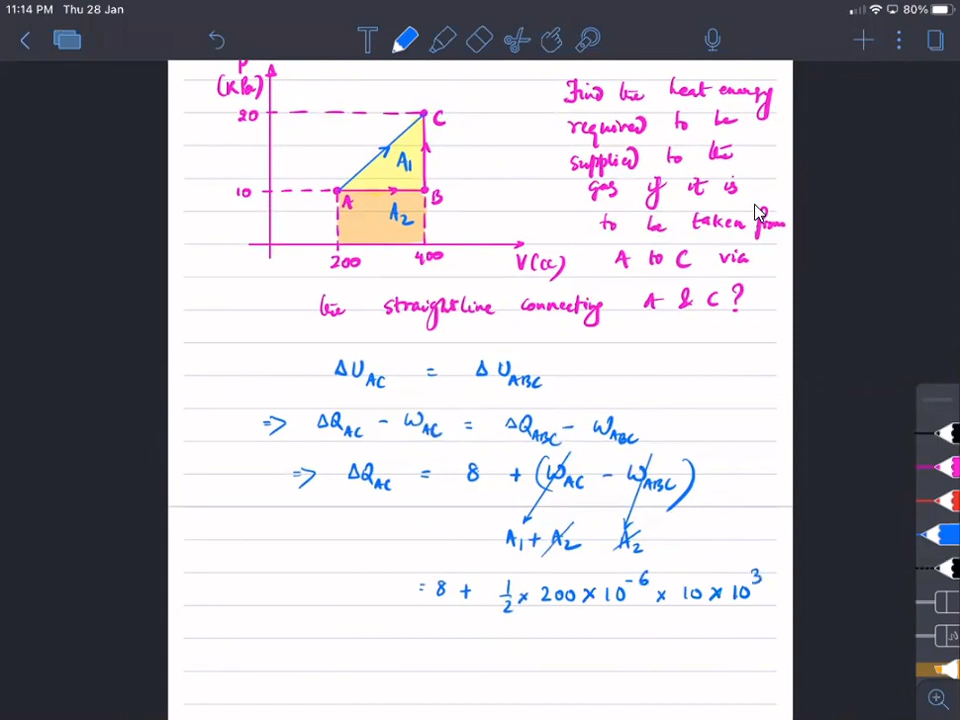 11:14 PM Thu 28 Jan
80%
P
(KPa)
20
C
A1
10
A
B
A2
200
400
V(cc)
Find the heat energy
required to be
supplied to the
gas if it is
to be taken from
A to C via
the straightline connecting A & C?
ΔU_AC = ΔU_ABC
=> ΔQ_AC - W_AC = ΔQ_ABC - W_ABC
=> ΔQ_AC = 8 + (W_AC - W_ABC)
A1 + A2 A2
= 8 + 1/2 × 200 × 10^-6 × 10 × 10^3